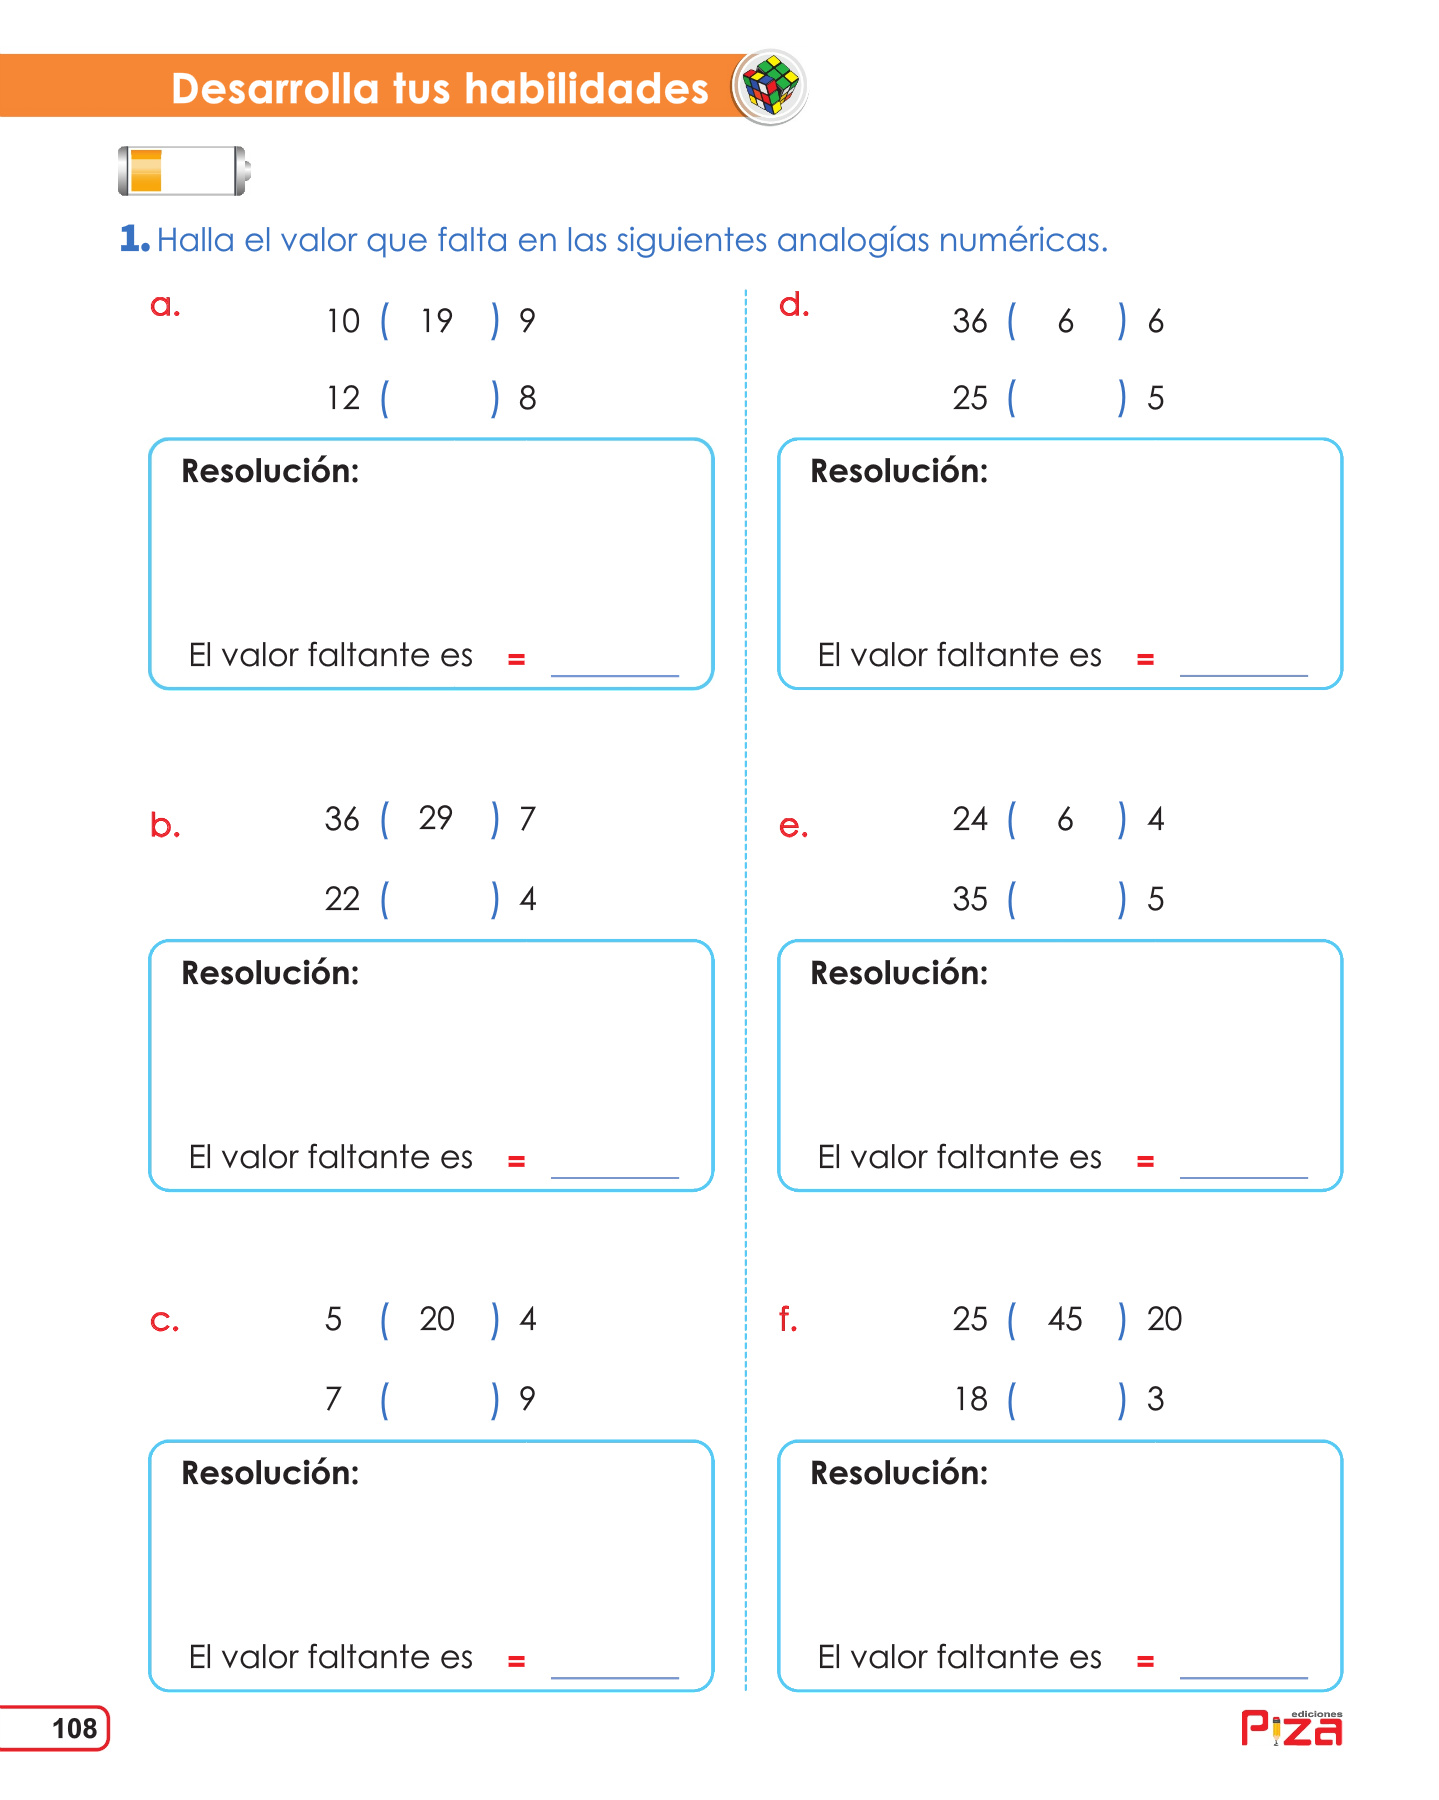 Desarrolla tus habilidades
1. Halla el valor que falta en las siguientes analogías numéricas.
a.
10 ( 19 ) 9
12 ( ) 8
Resolución:
El valor faltante es = ______
b.
36 ( 29 ) 7
22 ( ) 4
Resolución:
El valor faltante es = ______
c.
5 ( 20 ) 4
7 ( ) 9
Resolución:
El valor faltante es = ______
d.
36 ( 6 ) 6
25 ( ) 5
Resolución:
El valor faltante es = ______
e.
24 ( 6 ) 4
35 ( ) 5
Resolución:
El valor faltante es = ______
f.
25 ( 45 ) 20
18 ( ) 3
Resolución:
El valor faltante es = ______
108
ediciones
Piza